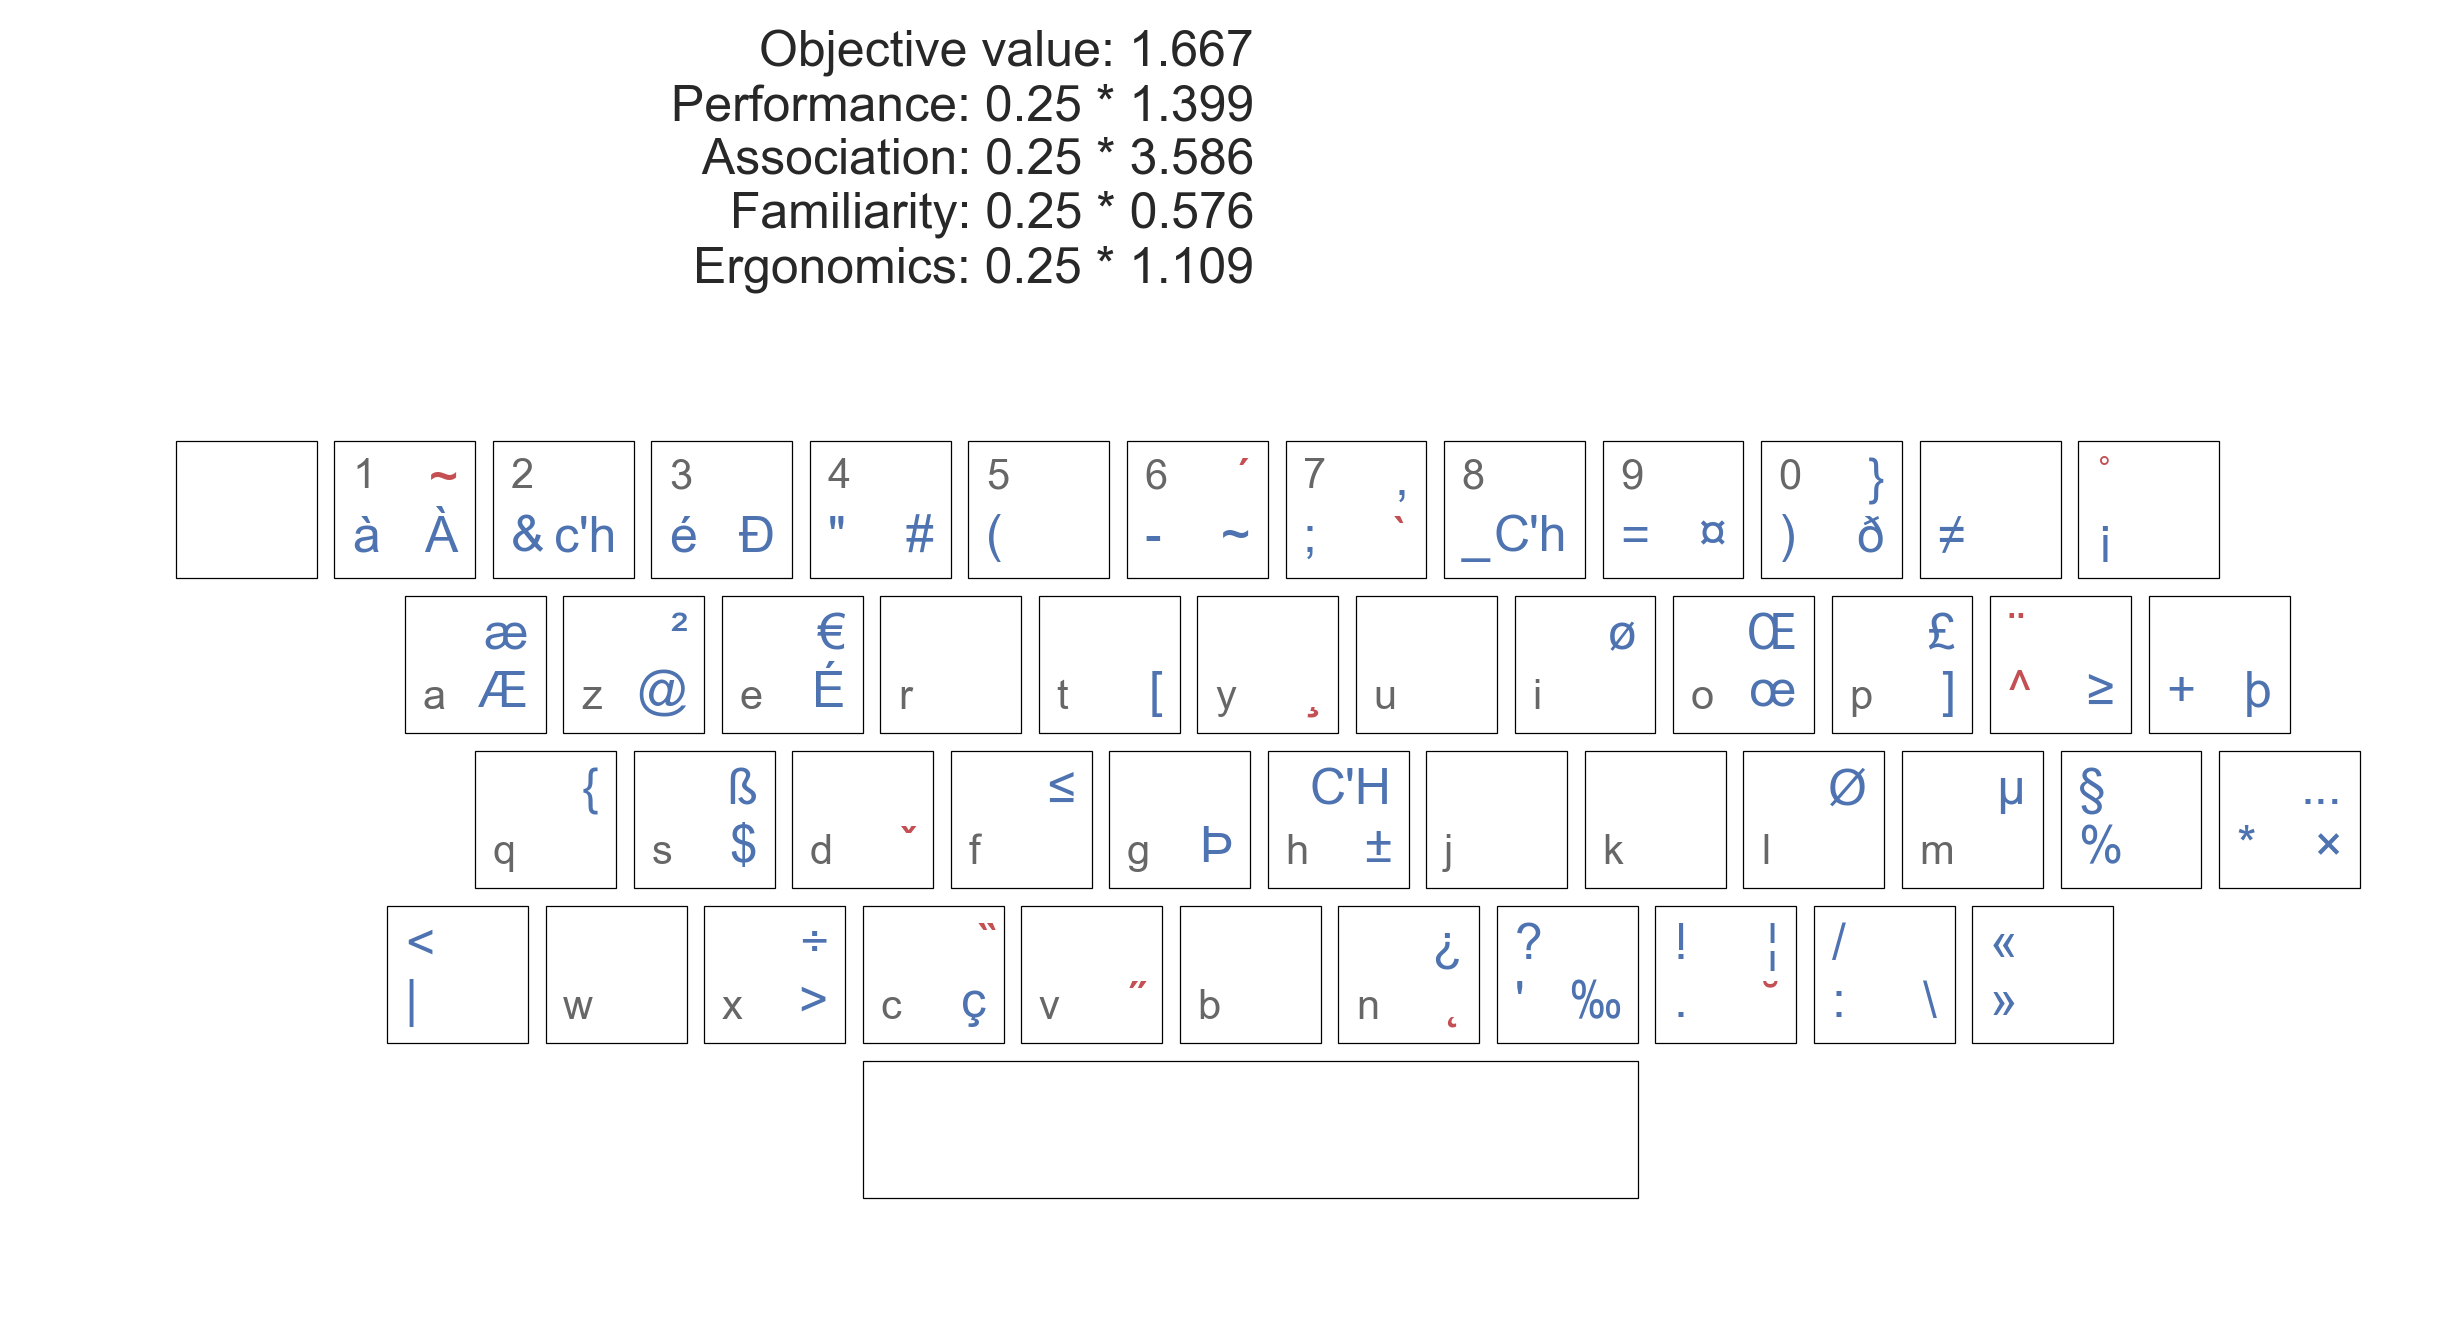 Objective value: 1.667
Performance: 0.25 * 1.399
Association: 0.25 * 3.586
Familiarity: 0.25 * 0.576
Ergonomics: 0.25 * 1.109
1 ~ 2 3 4 5 6 ´ 7 , 8 9 0 } °
à À & c'h é Đ " # ( - ~ ; ` _ C'h = ¤ ) ð ≠ ¡
æ ² € ø Œ £ ¨
a Æ z @ e É r t [ y ¸ u i o œ p ] ^ ≥ + þ
{ ß ≤ C'H Ø µ § ...
q s $ d ˇ f g Þ h ± j k l m % * ×
< ÷ ̏ ¿ ? ! ¦ / «
| w x > c ç v ˝ b n ˛ ' ‰ . ˘ : \ »